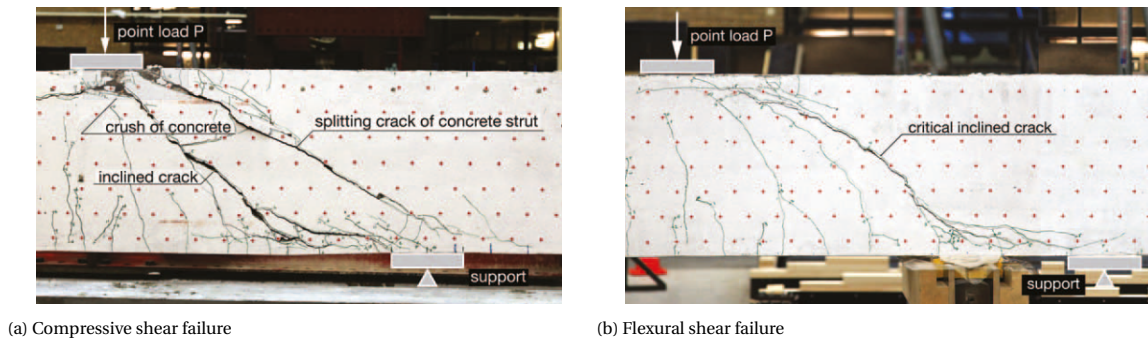 point load P
crush of concrete
splitting crack of concrete strut
inclined crack
support
(a) Compressive shear failure
point load P
critical inclined crack
support
(b) Flexural shear failure